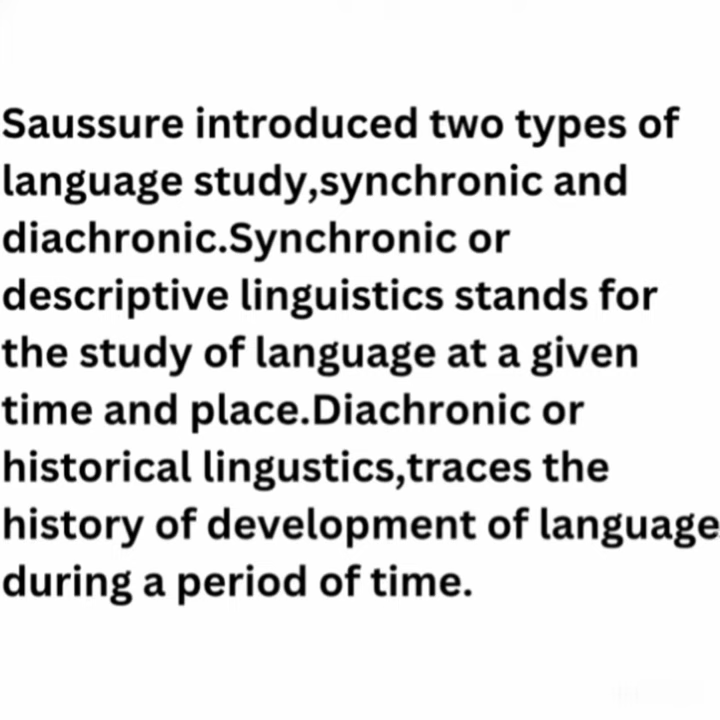 Saussure introduced two types of
language study,synchronic and
diachronic.Synchronic or
descriptive linguistics stands for
the study of language at a given
time and place.Diachronic or
historical lingustics,traces the
history of development of language
during a period of time.